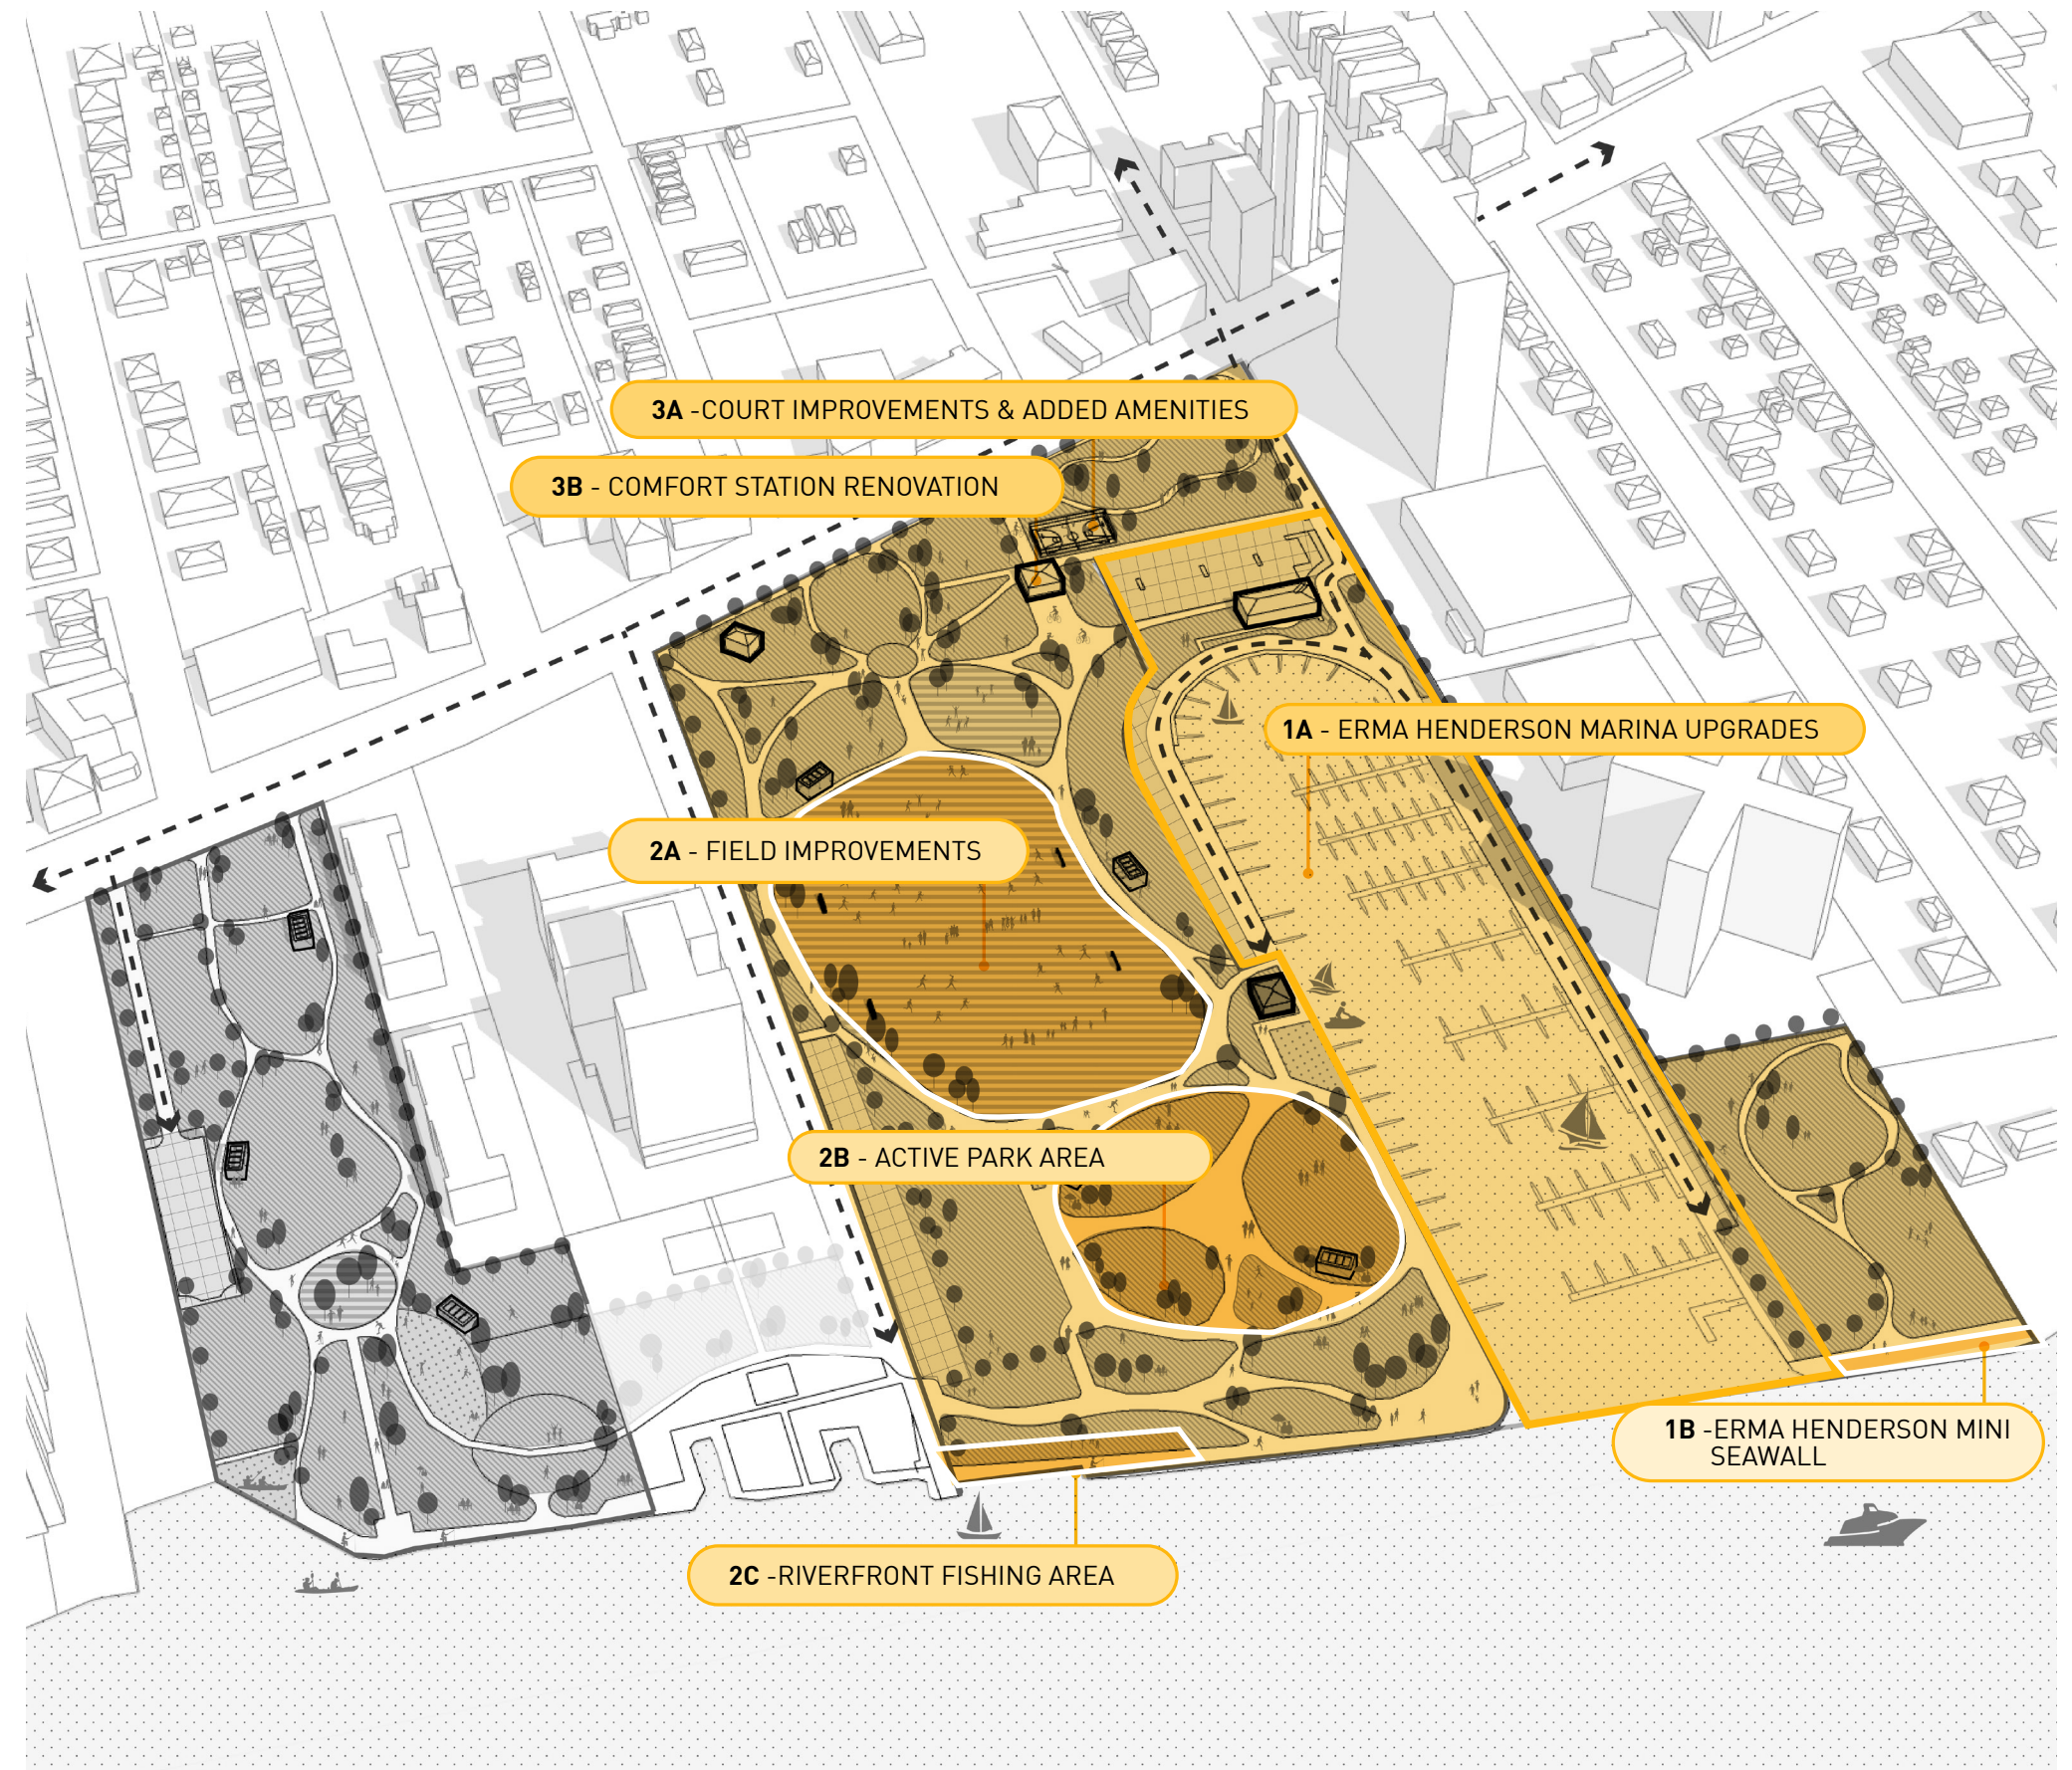 3A -COURT IMPROVEMENTS & ADDED AMENITIES
3B - COMFORT STATION RENOVATION
1A - ERMA HENDERSON MARINA UPGRADES
2A - FIELD IMPROVEMENTS
2B - ACTIVE PARK AREA
1B -ERMA HENDERSON MINI
SEAWALL
2C -RIVERFRONT FISHING AREA